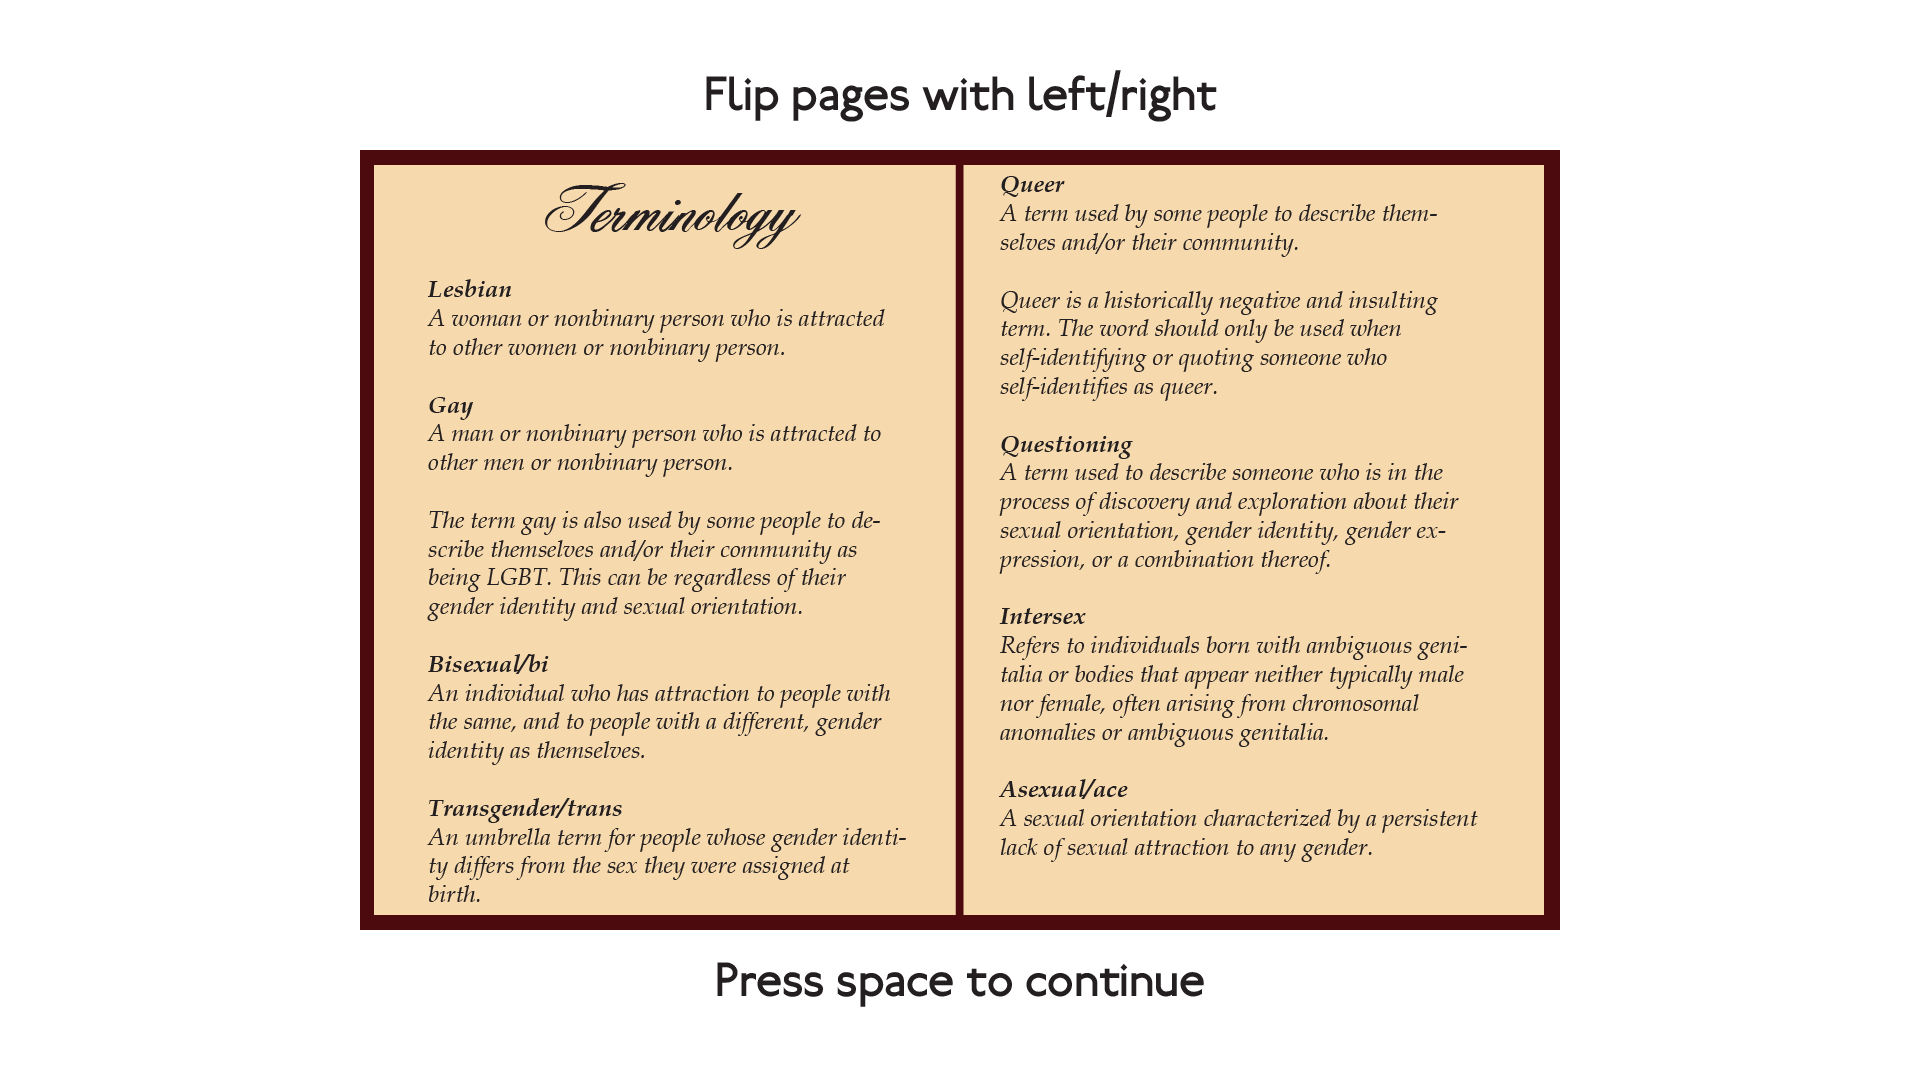 Flip pages with left/right
Terminology
Lesbian
A woman or nonbinary person who is attracted
to other women or nonbinary person.
Gay
A man or nonbinary person who is attracted to
other men or nonbinary person.
The term gay is also used by some people to de-
scribe themselves and/or their community as
being LGBT. This can be regardless of their
gender identity and sexual orientation.
Bisexual/bi
An individual who has attraction to people with
the same, and to people with a different, gender
identity as themselves.
Transgender/trans
An umbrella term for people whose gender identi-
ty differs from the sex they were assigned at
birth.
Queer
A term used by some people to describe them-
selves and/or their community.
Queer is a historically negative and insulting
term. The word should only be used when
self-identifying or quoting someone who
self-identifies as queer.
Questioning
A term used to describe someone who is in the
process of discovery and exploration about their
sexual orientation, gender identity, gender ex-
pression, or a combination thereof.
Intersex
Refers to individuals born with ambiguous geni-
talia or bodies that appear neither typically male
nor female, often arising from chromosomal
anomalies or ambiguous genitalia.
Asexual/ace
A sexual orientation characterized by a persistent
lack of sexual attraction to any gender.
Press space to continue